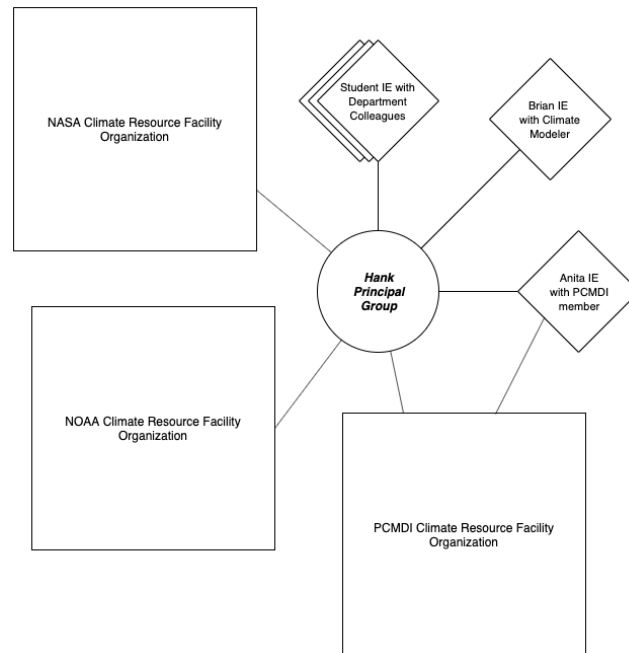 NASA Climate Resource Facility
Organization
Student IE with
Department
Colleagues
Brian IE
with Climate
Modeler
Hank
Principal
Group
Anita IE
with PCMDI
member
NOAA Climate Resource Facility
Organization
PCMDI Climate Resource Facility
Organization